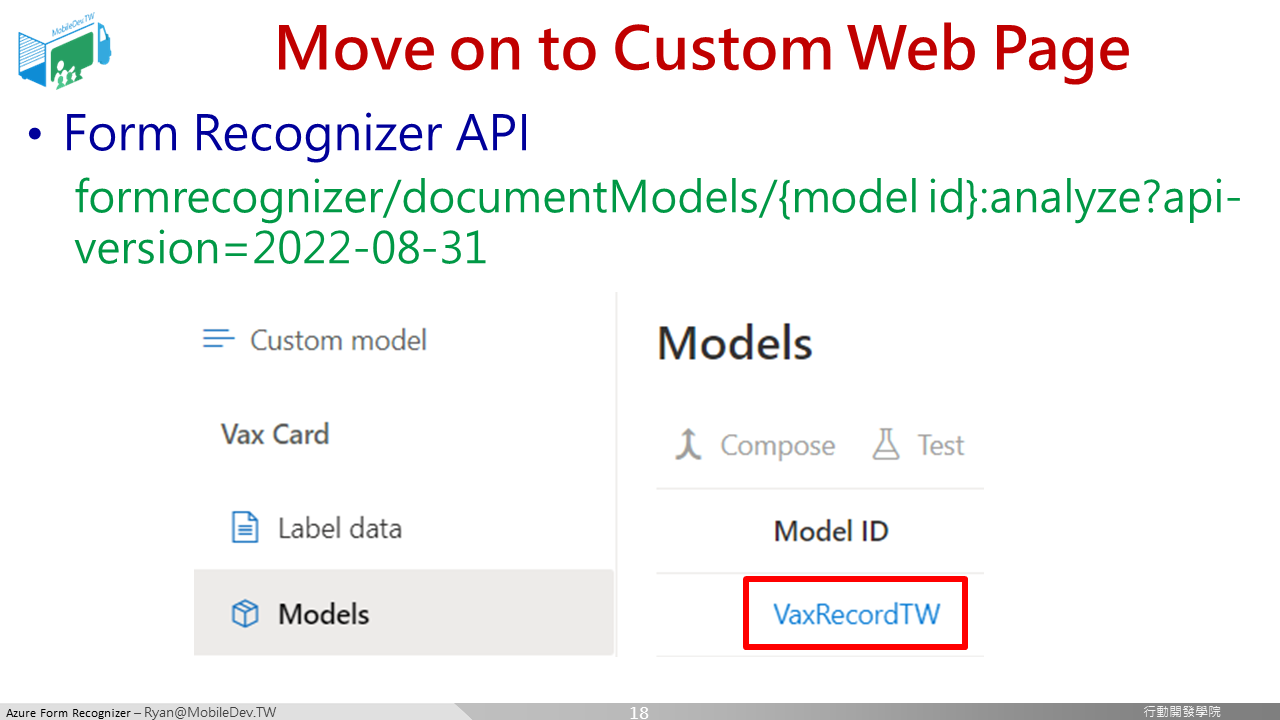 MobileDev.TW
Move on to Custom Web Page
• Form Recognizer API
formrecognizer/documentModels/{model id}:analyze?api-
version=2022-08-31
Custom model
Vax Card
Label data
Models
Models
Compose
Test
Model ID
VaxRecordTW
Azure Form Recognizer – Ryan@MobileDev.TW
18
行動開發學院